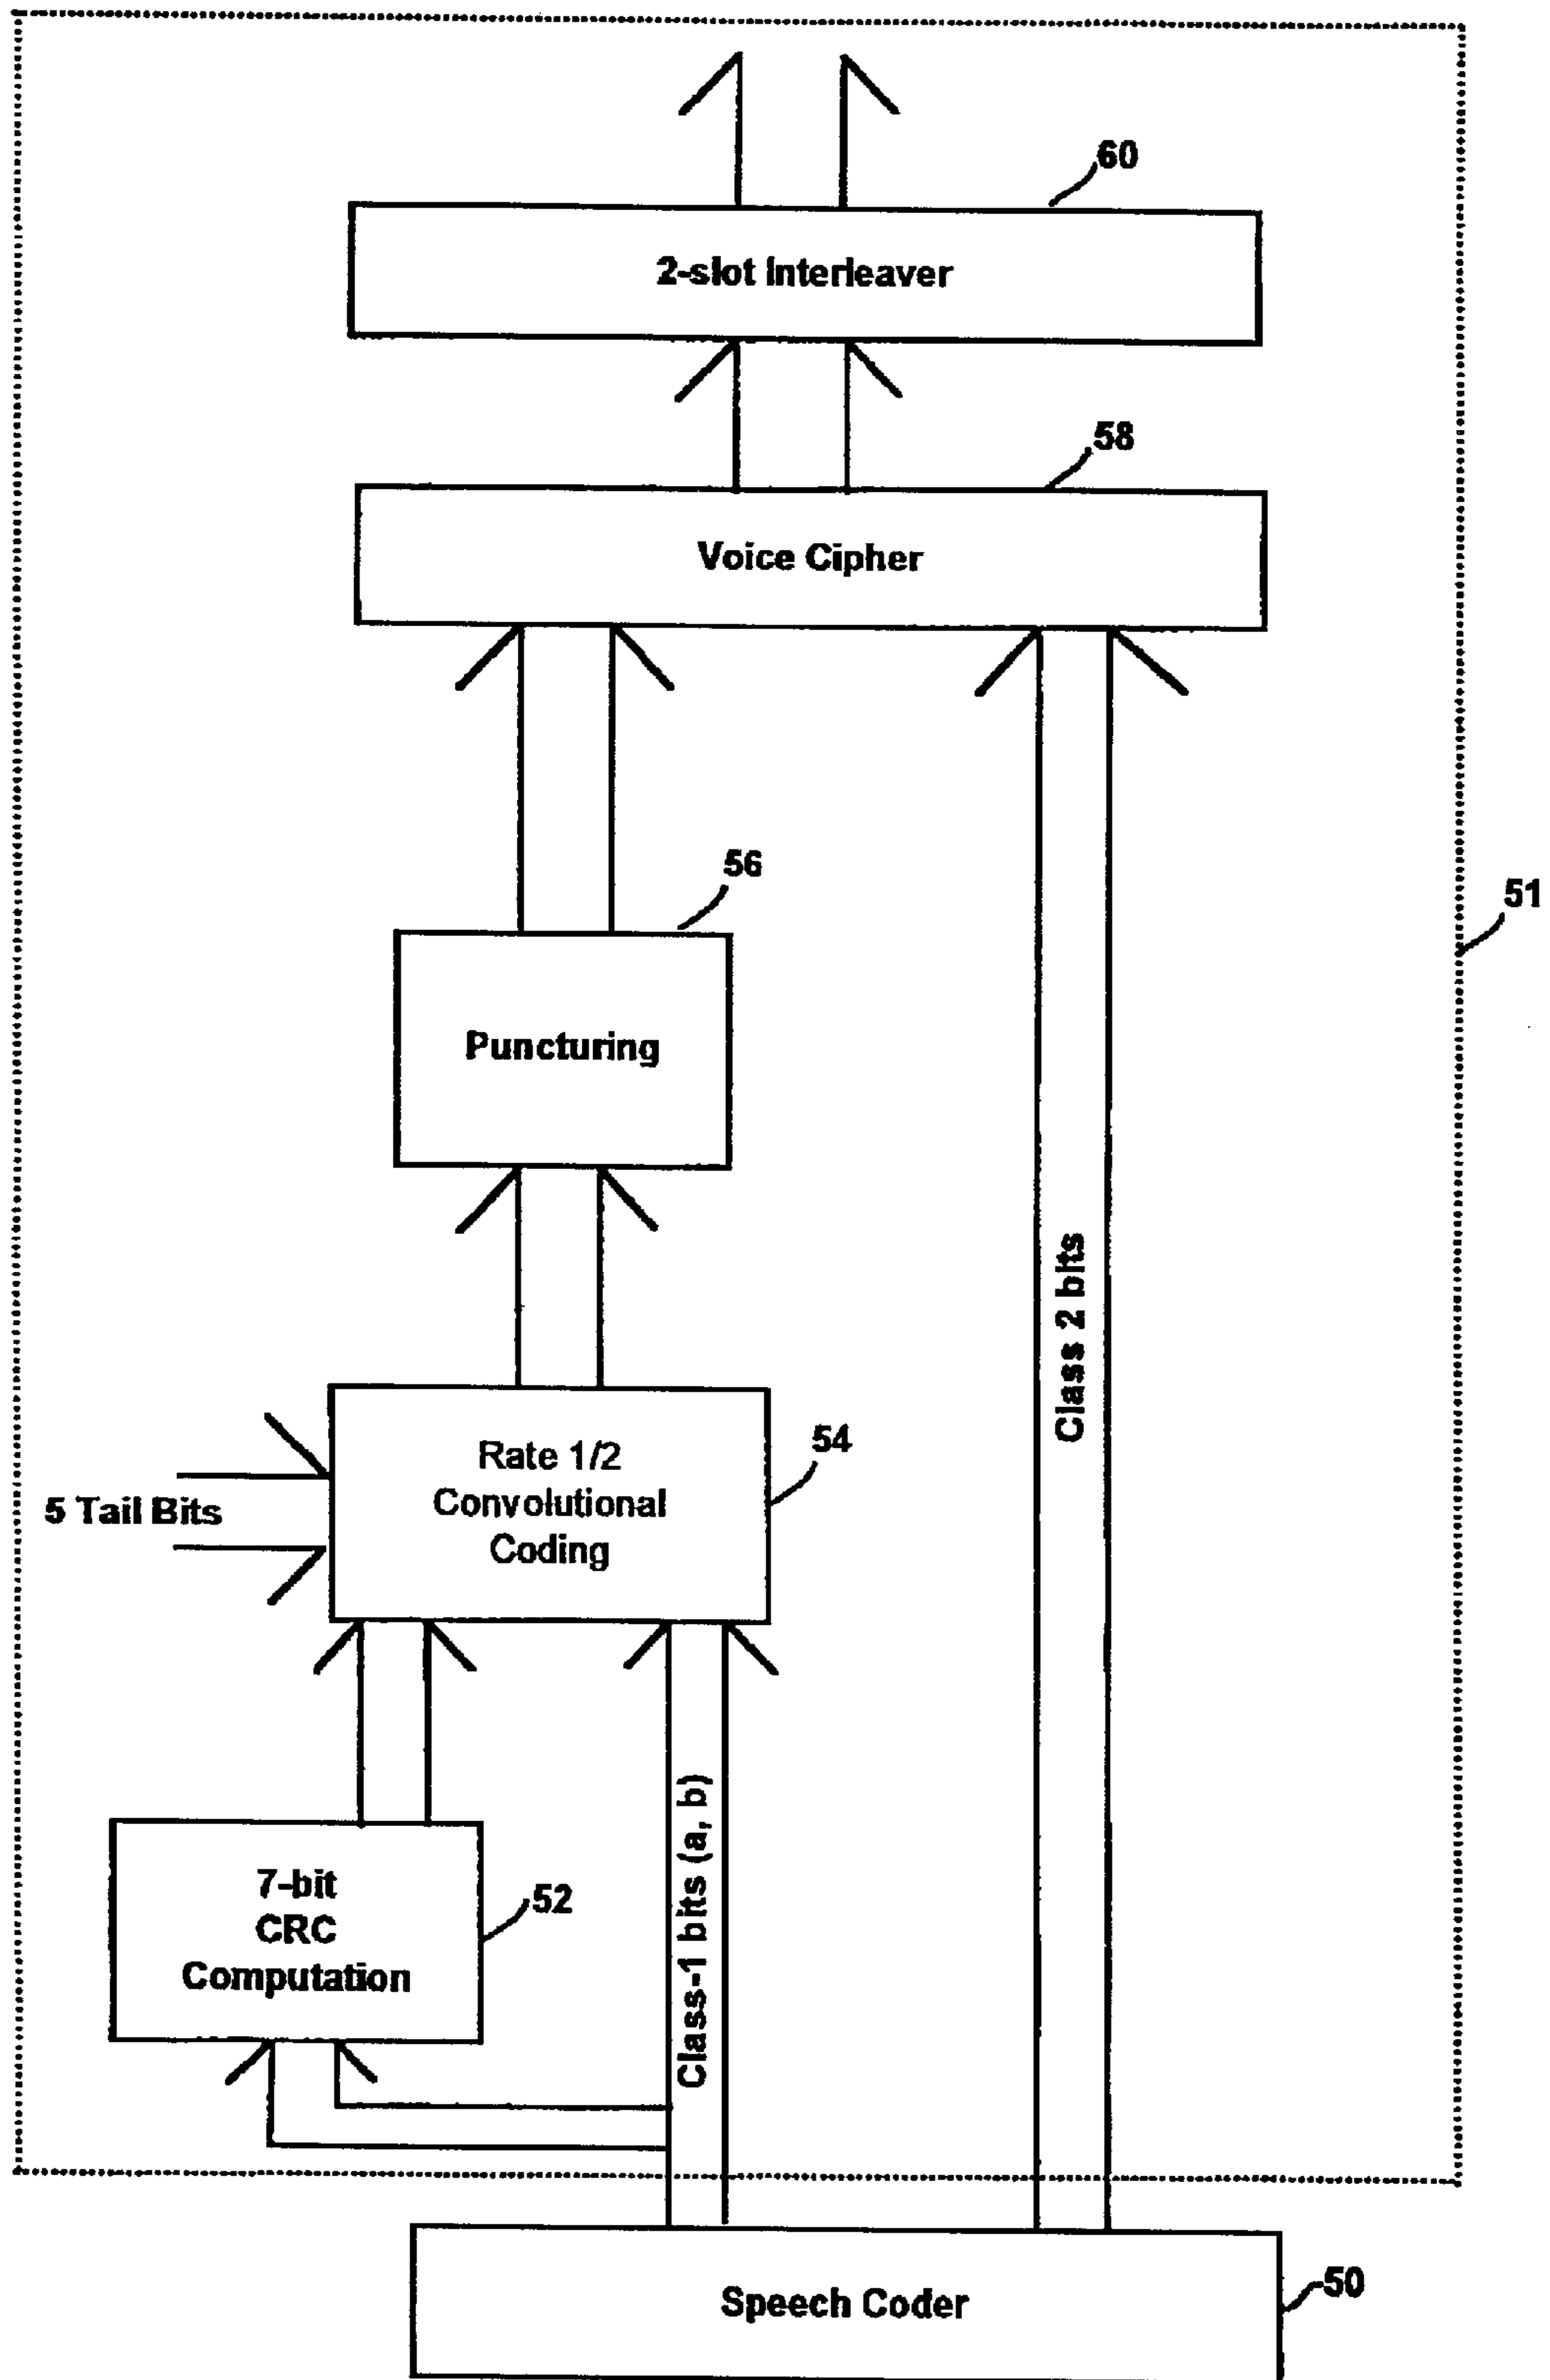 60
2-slot Interleaver
58
Voice Cipher
56
51
Puncturing
Class 2 bits
54
Rate 1/2
Convolutional
Coding
5 Tail Bits
Class-1 bits (a, b)
7-bit
CRC
Computation
52
50
Speech Coder